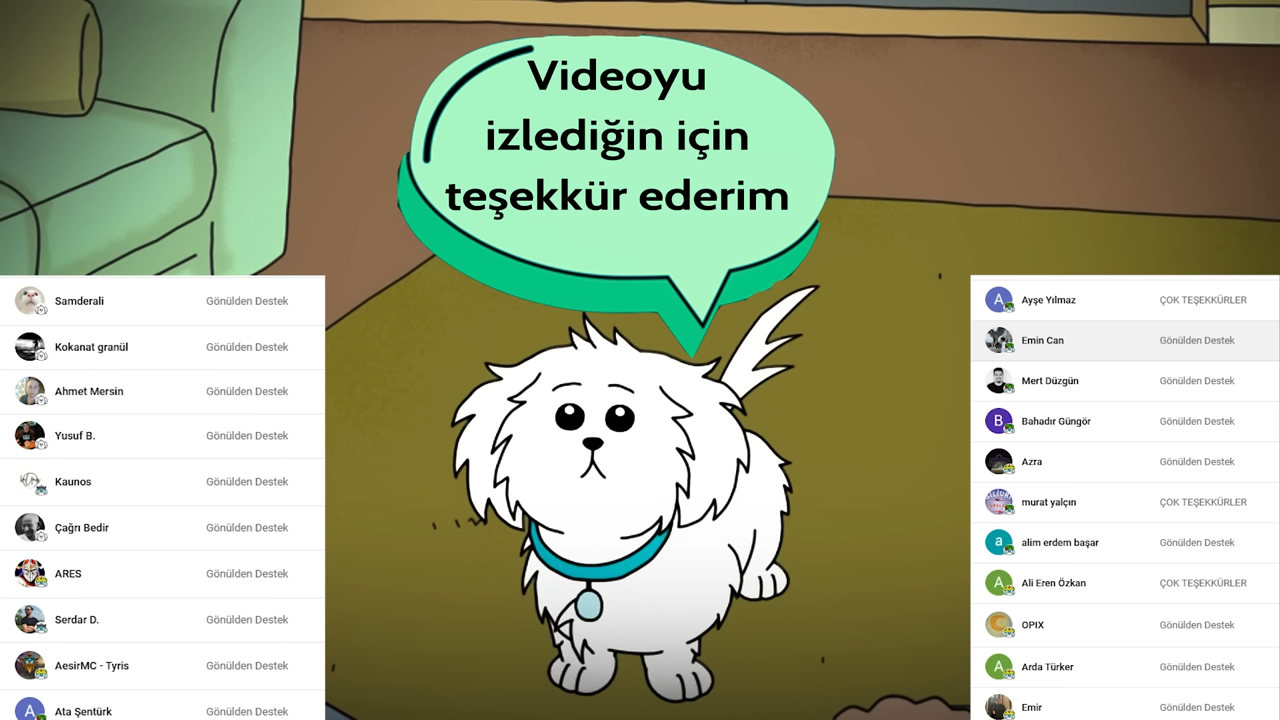 Videoyu
izlediğin için
teşekkür ederim
Samderali Gönülden Destek
Kokanat granül Gönülden Destek
Ahmet Mersin Gönülden Destek
Yusuf B. Gönülden Destek
Kaunos Gönülden Destek
Çağrı Bedir Gönülden Destek
ARES Gönülden Destek
Serdar D. Gönülden Destek
AesirMC - Tyris Gönülden Destek
A Ata Şentürk Gönülden Destek
A Ayşe Yılmaz ÇOK TEŞEKKÜRLER
Emin Can Gönülden Destek
Mert Düzgün Gönülden Destek
B Bahadır Güngör Gönülden Destek
Azra Gönülden Destek
murat yalçın ÇOK TEŞEKKÜRLER
a alim erdem başar Gönülden Destek
A Ali Eren Özkan ÇOK TEŞEKKÜRLER
OPIX Gönülden Destek
A Arda Türker Gönülden Destek
Emir Gönülden Destek